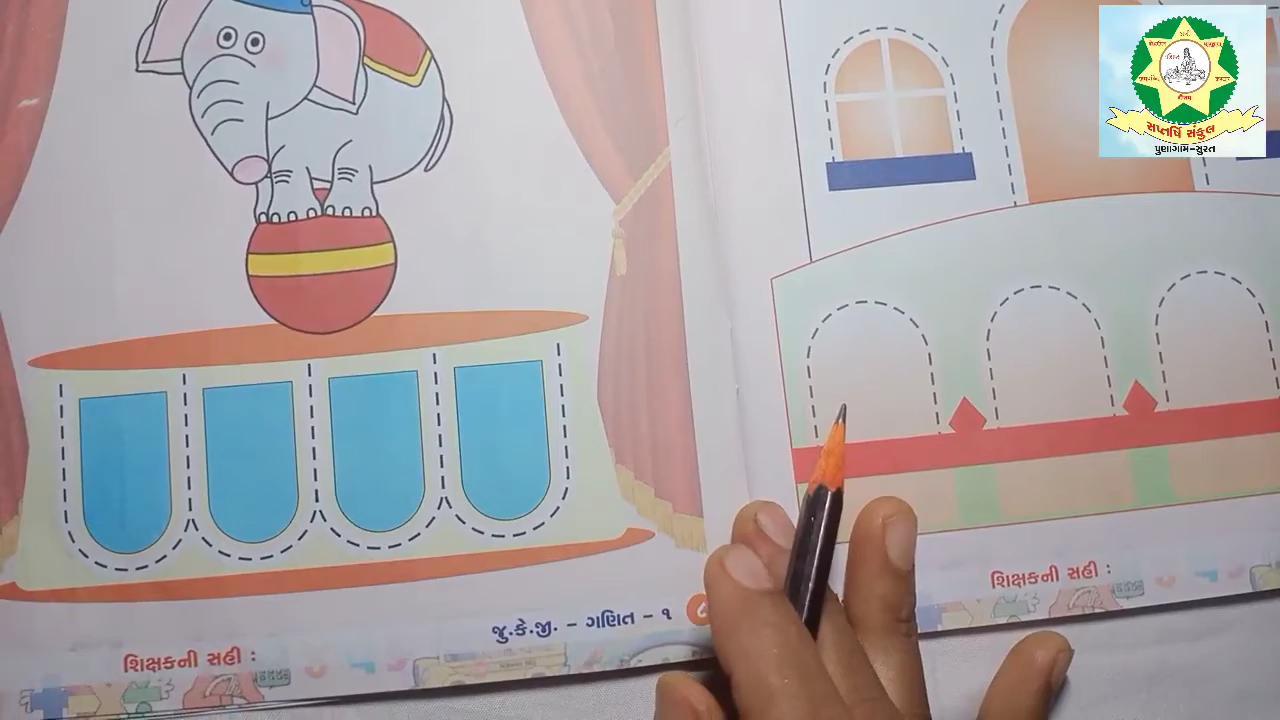 જુ.કે.જી. - ગણિત - ૧
શિક્ષકની સહી :
શિક્ષકની સહી :
સપ્તર્ષિ સંકુલ
પુણાગામ-સુરત